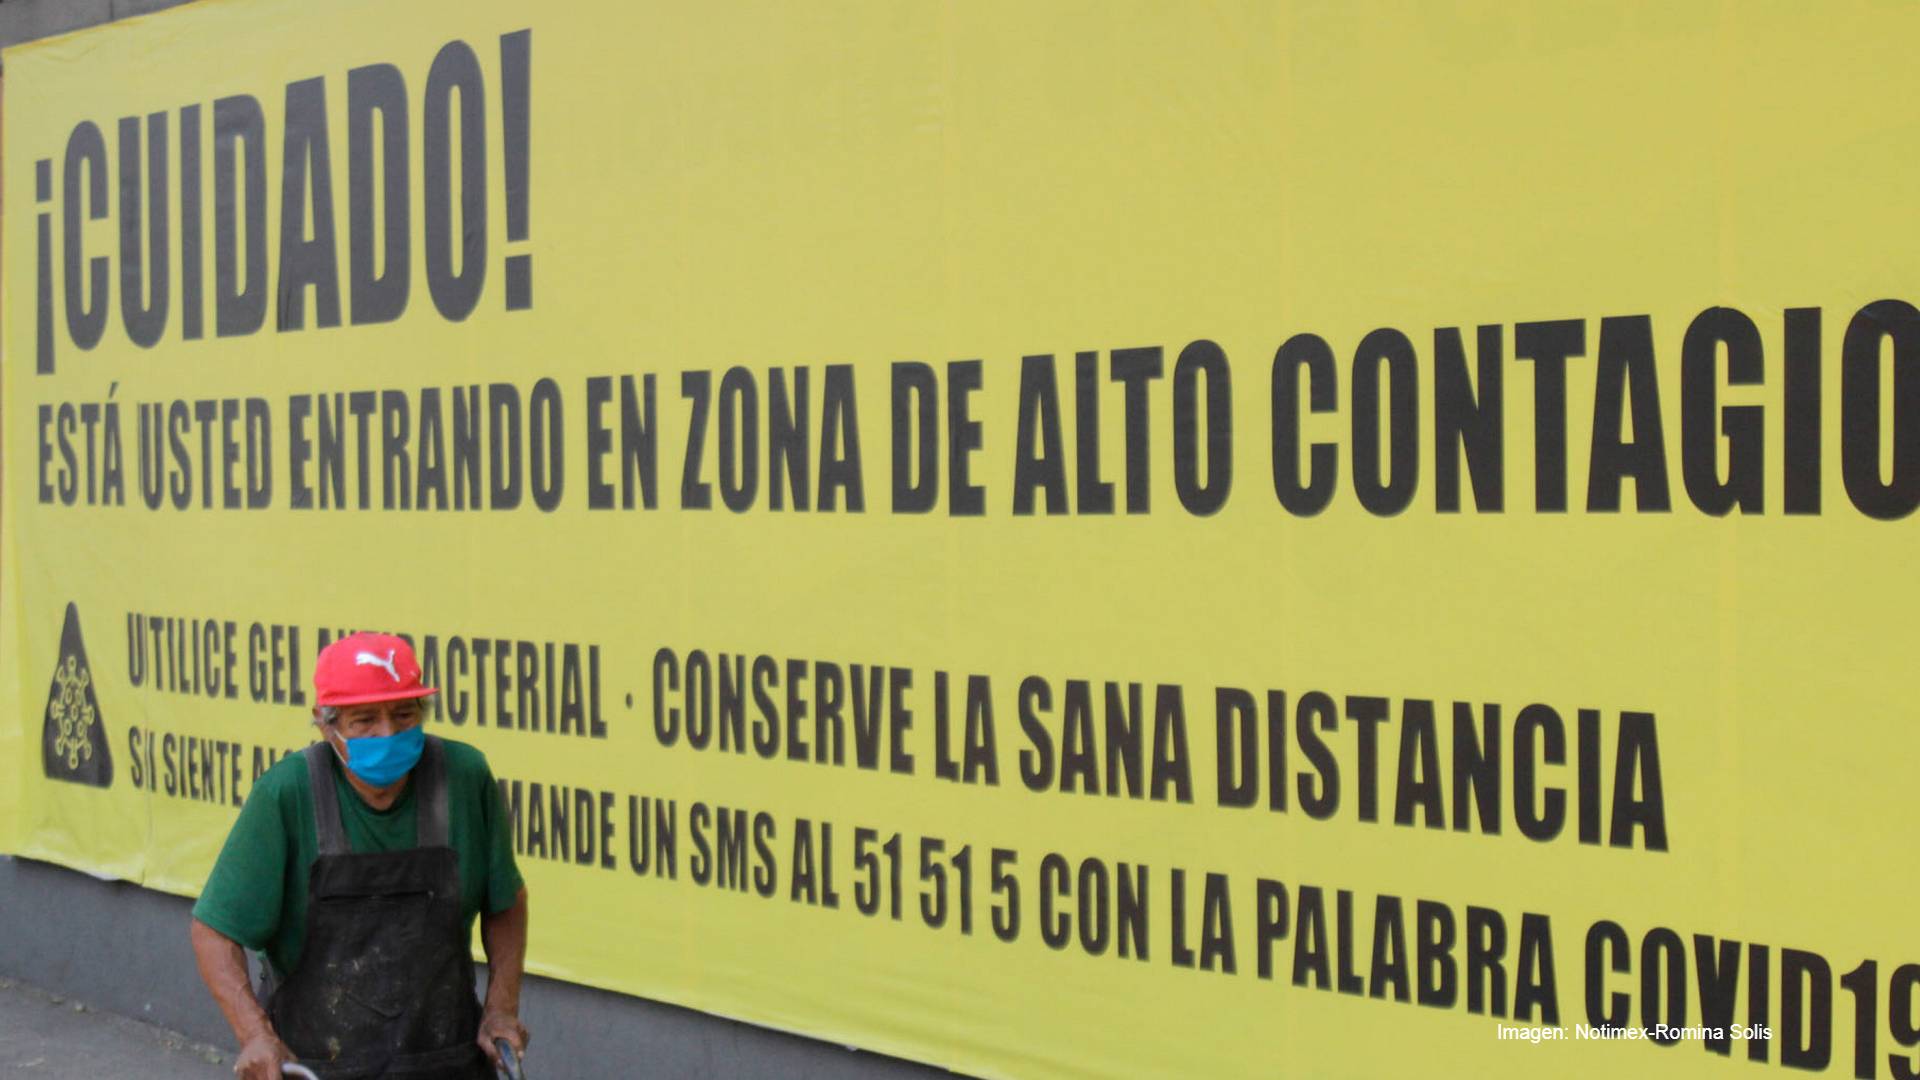 ¡CUIDADO!
ESTÁ USTED ENTRANDO EN ZONA DE ALTO CONTAGIO
UTILICE GEL ANTIBACTERIAL · CONSERVE LA SANA DISTANCIA
SI SIENTE MANDE UN SMS AL 51 51 5 CON LA PALABRA COVID19
Imagen: Notimex-Romina Solis